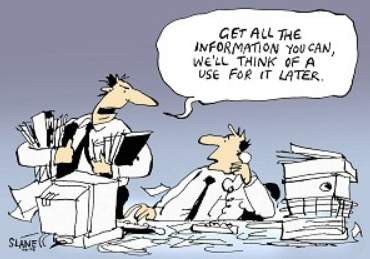 GET ALL THE
INFORMATION YOU CAN,
WE'LL THINK OF A
USE FOR IT LATER.
SLANE